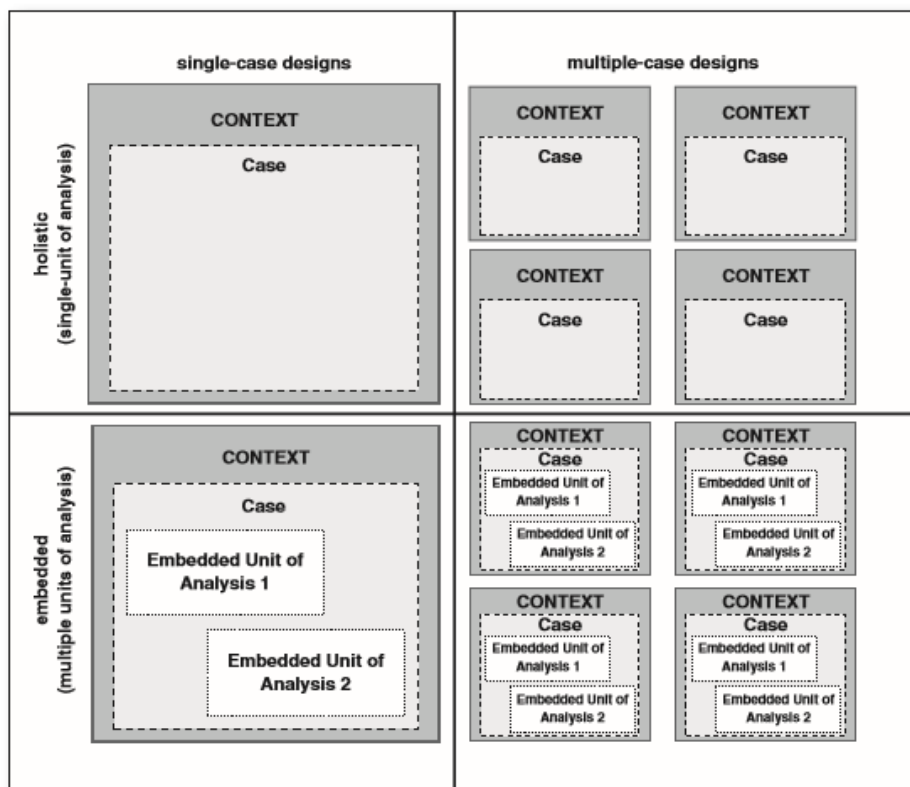 single-case designs
multiple-case designs
holistic
(single-unit of analysis)
CONTEXT
Case
CONTEXT
Case
CONTEXT
Case
CONTEXT
Case
CONTEXT
Case
embedded
(multiple units of analysis)
CONTEXT
Case
Embedded Unit of
Analysis 1
Embedded Unit of
Analysis 2
CONTEXT
Case
Embedded Unit of
Analysis 1
Embedded Unit of
Analysis 2
CONTEXT
Case
Embedded Unit of
Analysis 1
Embedded Unit of
Analysis 2
CONTEXT
Case
Embedded Unit of
Analysis 1
Embedded Unit of
Analysis 2
CONTEXT
Case
Embedded Unit of
Analysis 1
Embedded Unit of
Analysis 2